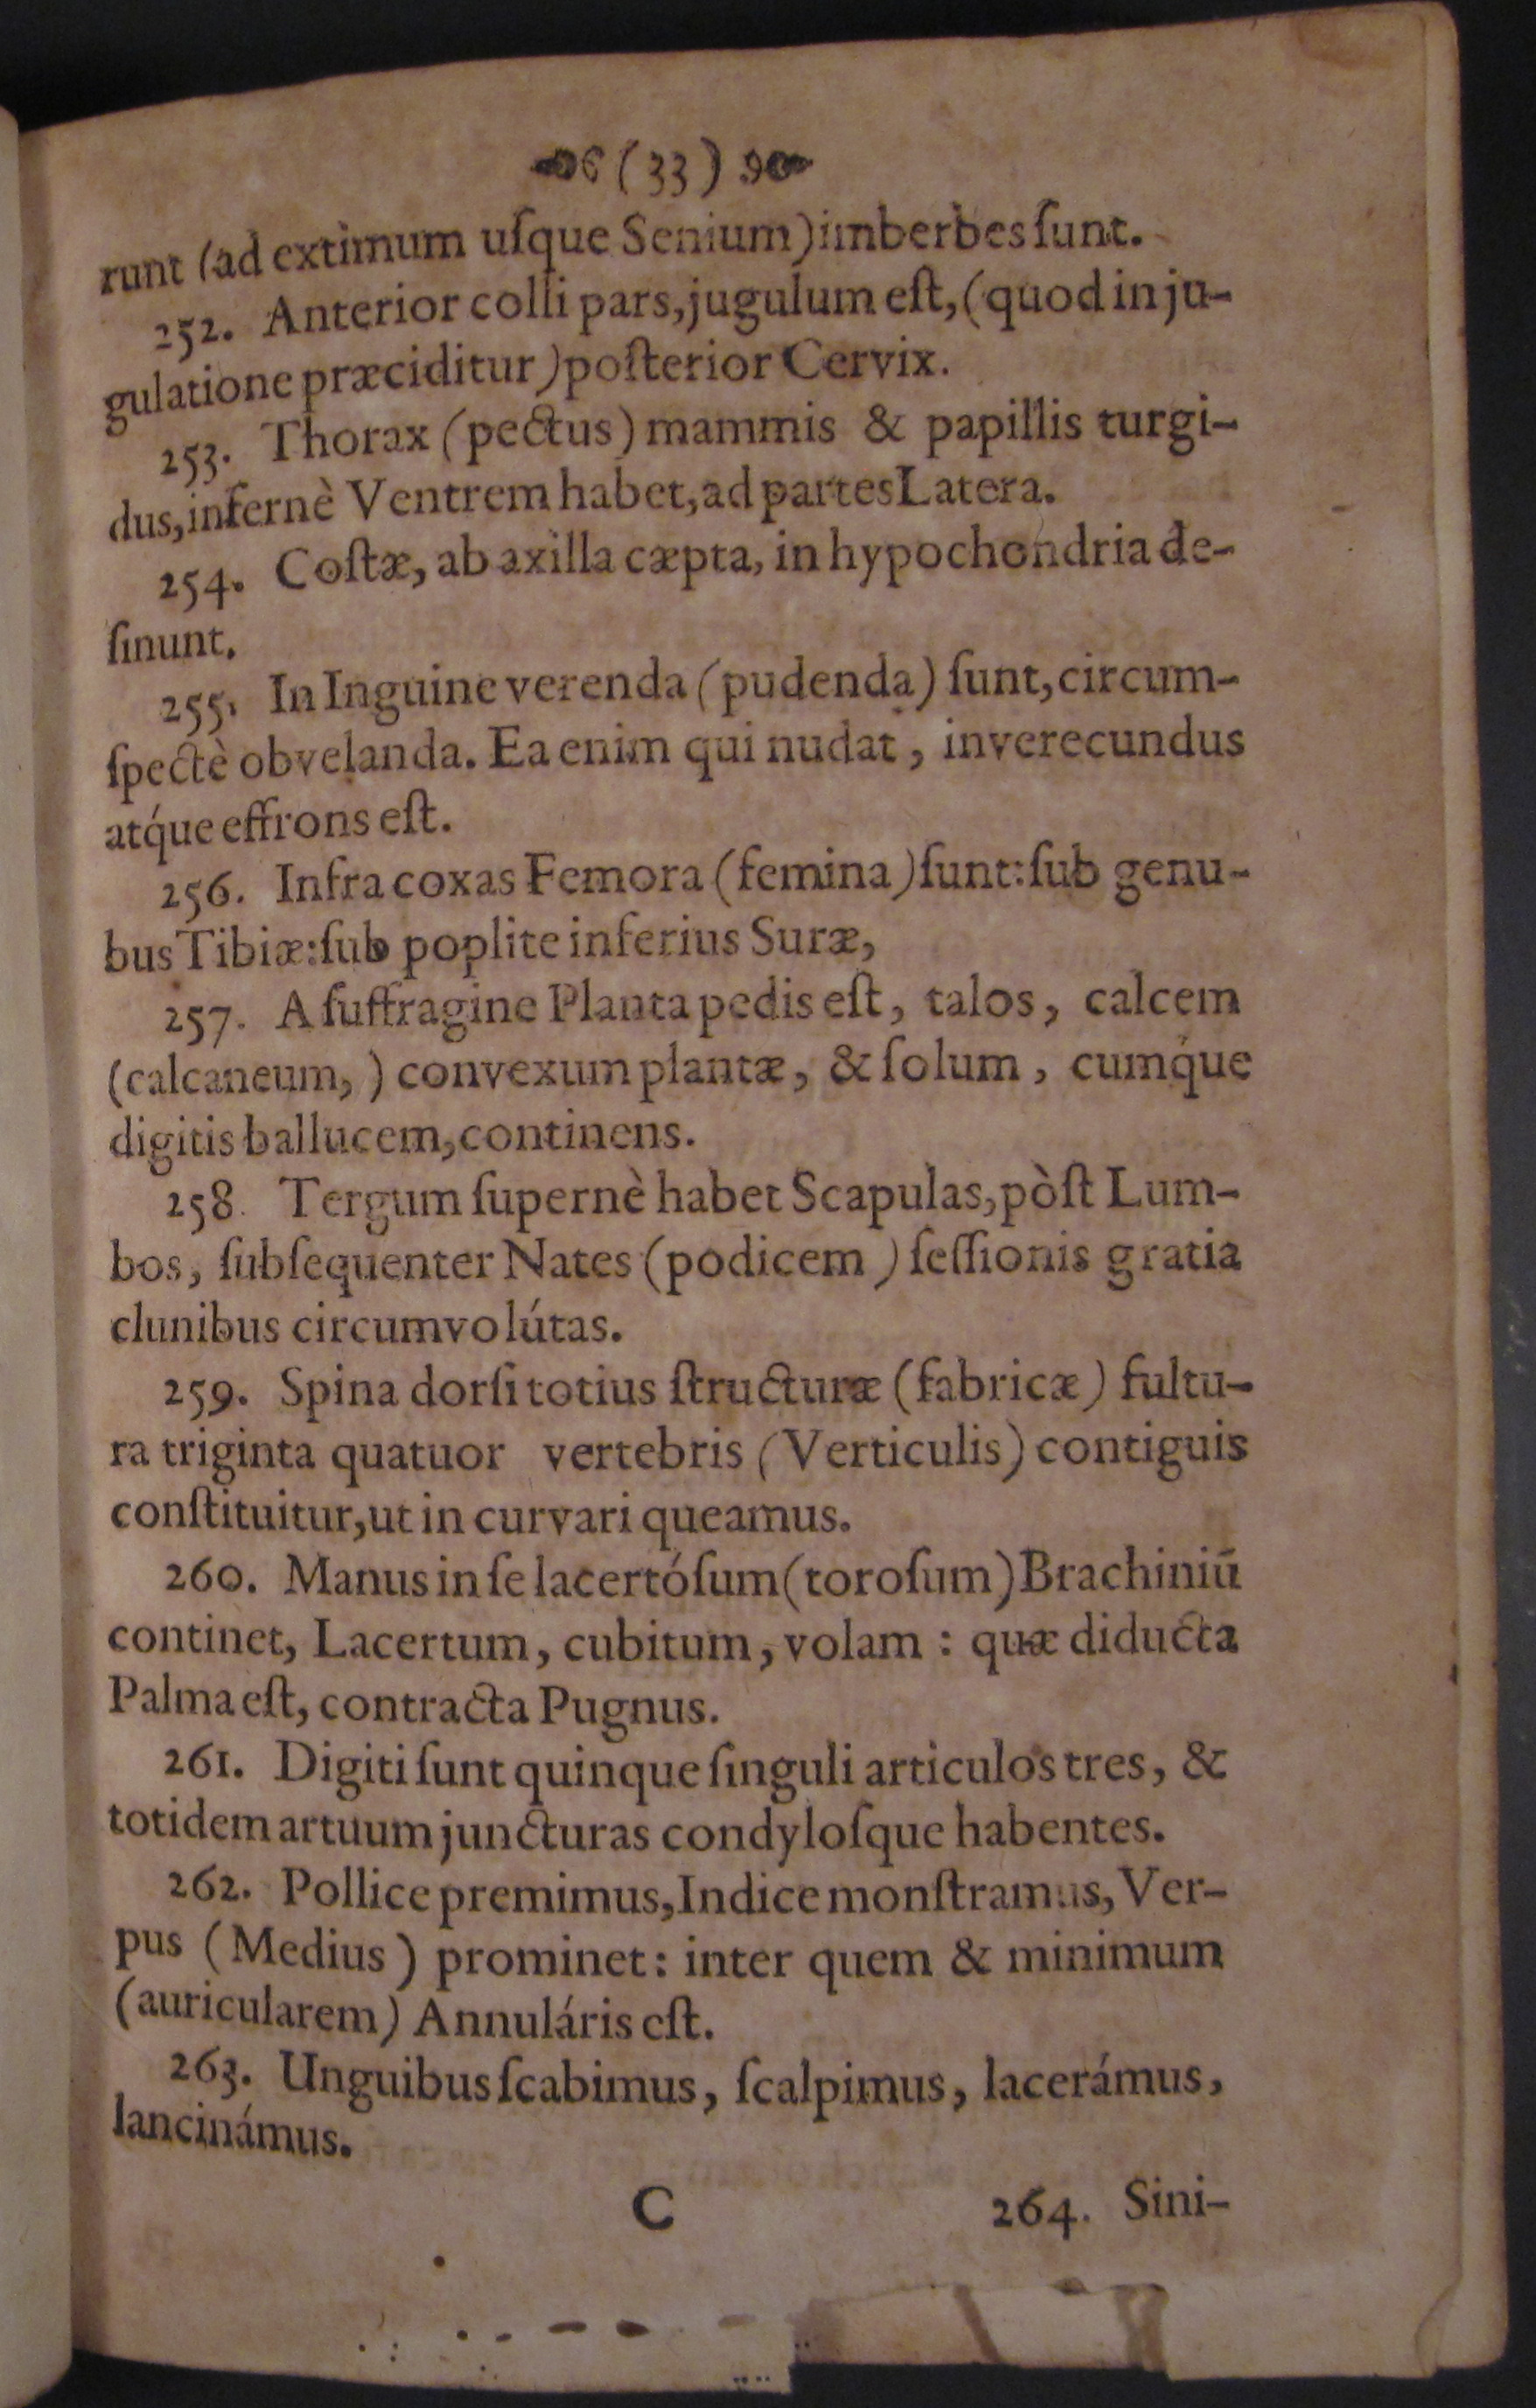 (33)
runt (ad extimum uſque Senium) imberbes ſunt.
252. Anterior colli pars, jugulum eſt, (quod in ju-
gulatione præciditur) poſterior Cervix.
253. Thorax (pectus) mammis & papillis turgi-
dus, infernè Ventrem habet, ad partes Latera.
254. Coſtæ, ab axilla cæpta, in hypochondria de-
ſinunt.
255. In Inguine verenda (pudenda) ſunt, circum-
ſpectè obvelanda. Ea enim qui nudat, inverecundus
atq́ue effrons eſt.
256. Infra coxas Femora (femina) ſunt: ſub genu-
bus Tibiæ: ſub poplite inferius Suræ,
257. A ſuffragine Planta pedis eſt, talos, calcem
(calcaneum,) convexum plantæ, & ſolum, cumq́ue
digitis ballucem, continens.
258. Tergum ſupernè habet Scapulas, pòſt Lum-
bos, ſubſequenter Nates (podicem) ſeſſionis gratia
clunibus circumvolútas.
259. Spina dorſi totius ſtructuræ (fabricæ) fultu-
ra triginta quatuor vertebris (Verticulis) contiguis
conſtituitur, ut in curvari queamus.
260. Manus in ſe lacertóſum (toroſum) Brachiniū
continet, Lacertum, cubitum, volam : quæ diducta
Palma eſt, contracta Pugnus.
261. Digiti ſunt quinque ſinguli articulos tres, &
totidem artuum juncturas condyloſque habentes.
262. Pollice premimus, Indice monſtramus, Ver-
pus (Medius) prominet: inter quem & minimum
(auricularem) Annuláris eſt.
263. Unguibus ſcabimus, ſcalpimus, lacerámus,
lancinámus.
C 264. Sini-